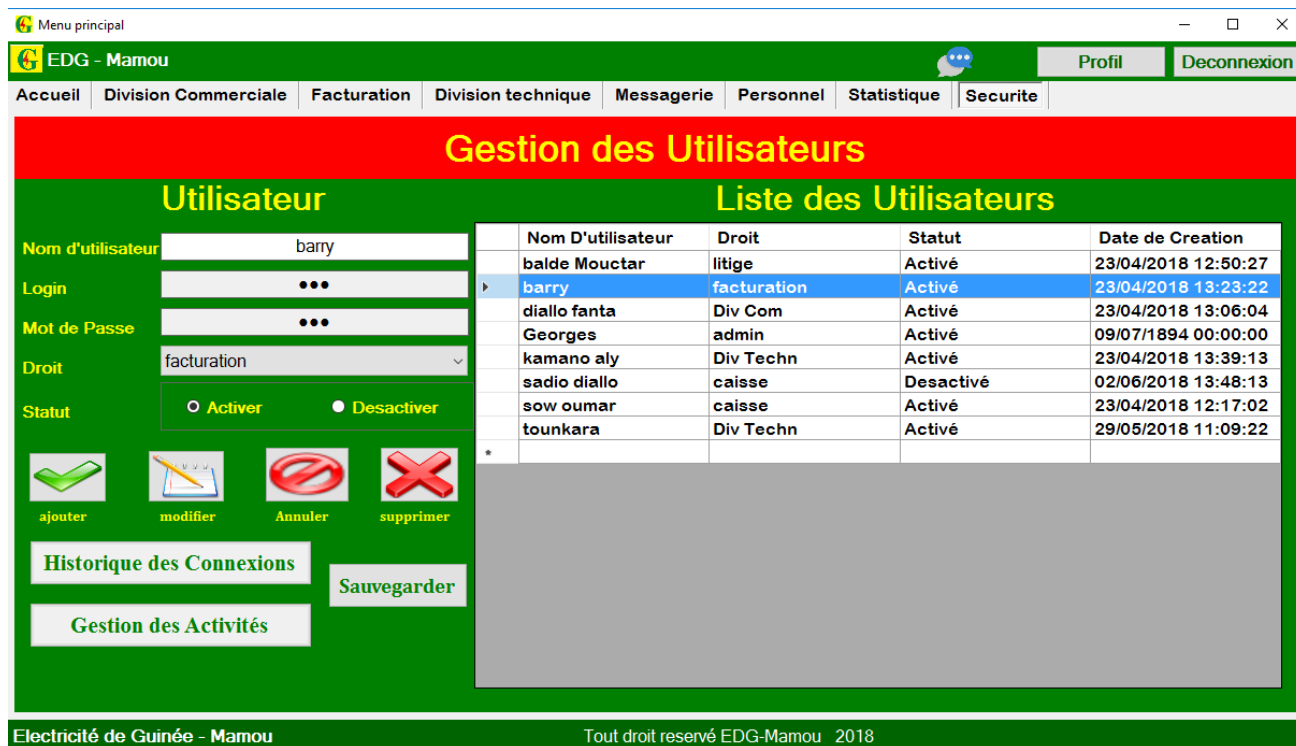 Menu principal
EDG - Mamou
Profil
Deconnexion
Accueil Division Commerciale Facturation Division technique Messagerie Personnel Statistique Securite
Gestion des Utilisateurs
Utilisateur
Nom d'utilisateur barry
Login •••
Mot de Passe •••
Droit facturation
Statut Activer Desactiver
ajouter modifier Annuler supprimer
Historique des Connexions
Sauvegarder
Gestion des Activités
Liste des Utilisateurs
Nom D'utilisateur Droit Statut Date de Creation
balde Mouctar litige Activé 23/04/2018 12:50:27
barry facturation Activé 23/04/2018 13:23:22
diallo fanta Div Com Activé 23/04/2018 13:06:04
Georges admin Activé 09/07/1894 00:00:00
kamano aly Div Techn Activé 23/04/2018 13:39:13
sadio diallo caisse Desactivé 02/06/2018 13:48:13
sow oumar caisse Activé 23/04/2018 12:17:02
tounkara Div Techn Activé 29/05/2018 11:09:22
Electricité de Guinée - Mamou
Tout droit reservé EDG-Mamou 2018